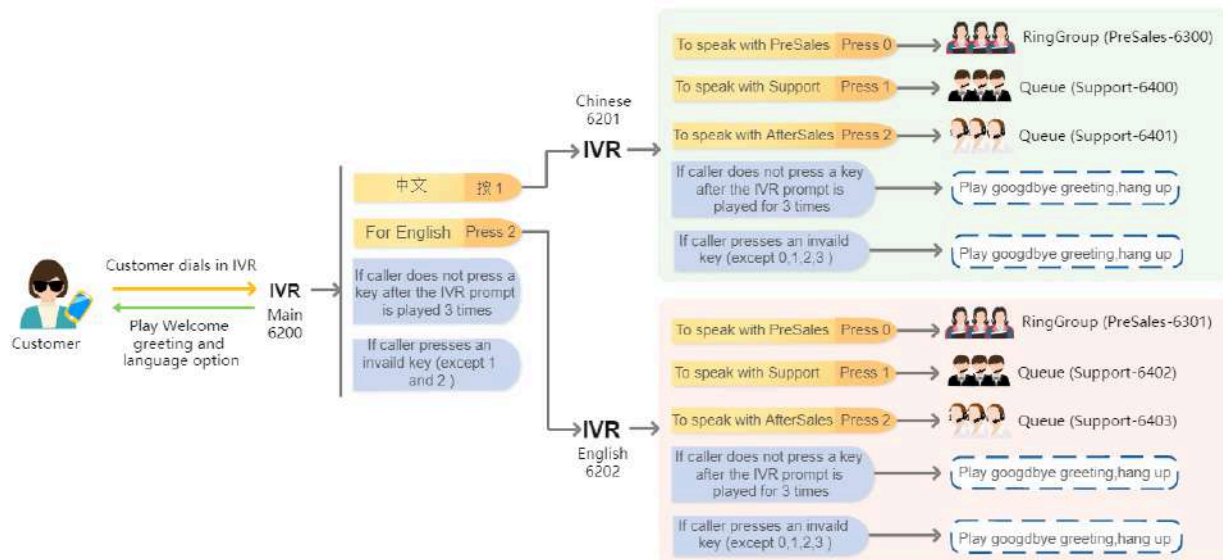 Customer
Customer dials in IVR
Play Welcome
greeting and
language option
IVR
Main
6200
中文 按 1
For English Press 2
If caller does not press a
key after the IVR prompt
is played 3 times
If caller presses an
invaild key (except 1
and 2 )
Chinese
6201
IVR
To speak with PreSales Press 0
RingGroup (PreSales-6300)
To speak with Support Press 1
Queue (Support-6400)
To speak with AfterSales Press 2
Queue (Support-6401)
If caller does not press a key
after the IVR prompt is
played for 3 times
Play googdbye greeting,hang up
If caller presses an invaild
key (except 0,1,2,3 )
Play googdbye greeting,hang up
IVR
English
6202
To speak with PreSales Press 0
RingGroup (PreSales-6301)
To speak with Support Press 1
Queue (Support-6402)
To speak with AfterSales Press 2
Queue (Support-6403)
If caller does not press a key
after the IVR prompt is
played for 3 times
Play googdbye greeting,hang up
If caller presses an invaild
key (except 0,1,2,3 )
Play googdbye greeting,hang up